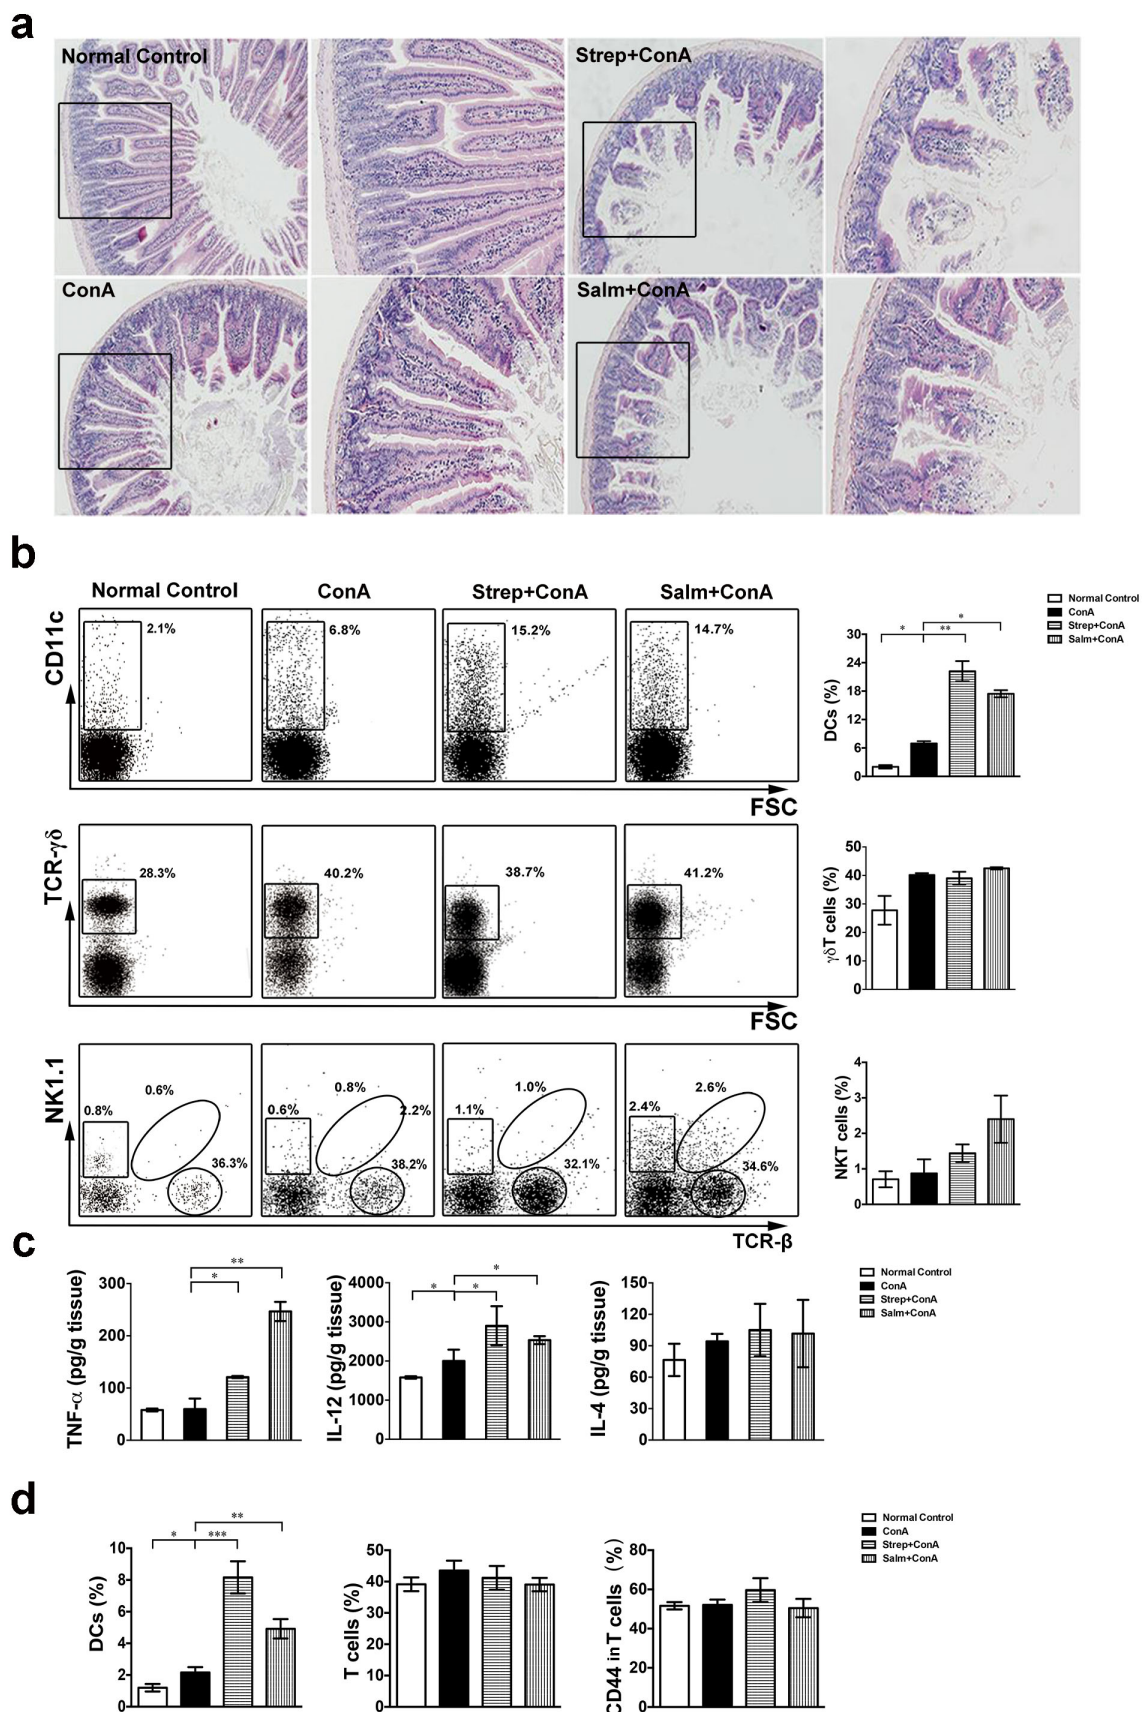 a
Normal Control
Strep+ConA
ConA
Salm+ConA
b
Normal Control
ConA
Strep+ConA
Salm+ConA
CD11c
2.1%
6.8%
15.2%
14.7%
FSC
Normal Control
ConA
Strep+ConA
Salm+ConA
DCs (%)
30
24
18
12
6
0
*
**
*
TCR-γδ
28.3%
40.2%
38.7%
41.2%
FSC
γδT cells (%)
50
40
30
20
10
0
NK1.1
0.8%
0.6%
36.3%
0.6%
0.8%
2.2%
38.2%
1.1%
1.0%
32.1%
2.4%
2.6%
34.6%
TCR-β
NKT cells (%)
4
3
2
1
0
c
TNF-α (pg/g tissue)
300
200
100
0
*
**
IL-12 (pg/g tissue)
4000
3000
2000
1000
0
*
*
*
IL-4 (pg/g tissue)
150
120
90
60
30
0
Normal Control
ConA
Strep+ConA
Salm+ConA
d
DCs (%)
10
8
6
4
2
0
*
***
**
T cells (%)
50
40
30
20
10
0
CD44 in T cells (%)
80
60
40
20
0
Normal Control
ConA
Strep+ConA
Salm+ConA